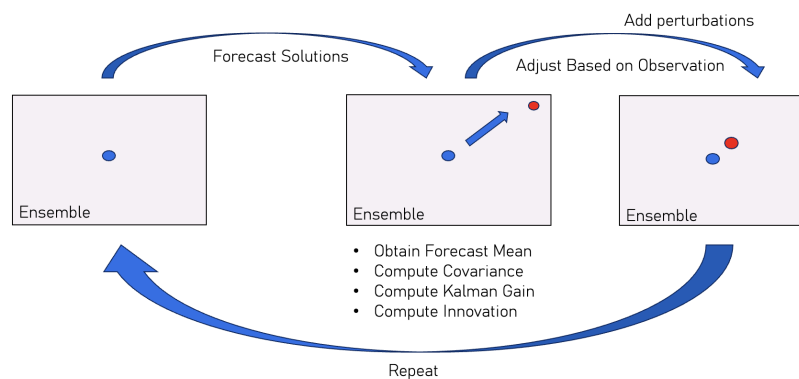 Add perturbations
Forecast Solutions
Adjust Based on Observation
Ensemble
Ensemble
Ensemble
• Obtain Forecast Mean
• Compute Covariance
• Compute Kalman Gain
• Compute Innovation
Repeat